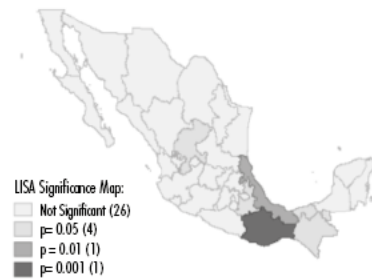 LISA Significance Map:
Not Significant (26)
p= 0.05 (4)
p = 0.01 (1)
p= 0.001 (1)